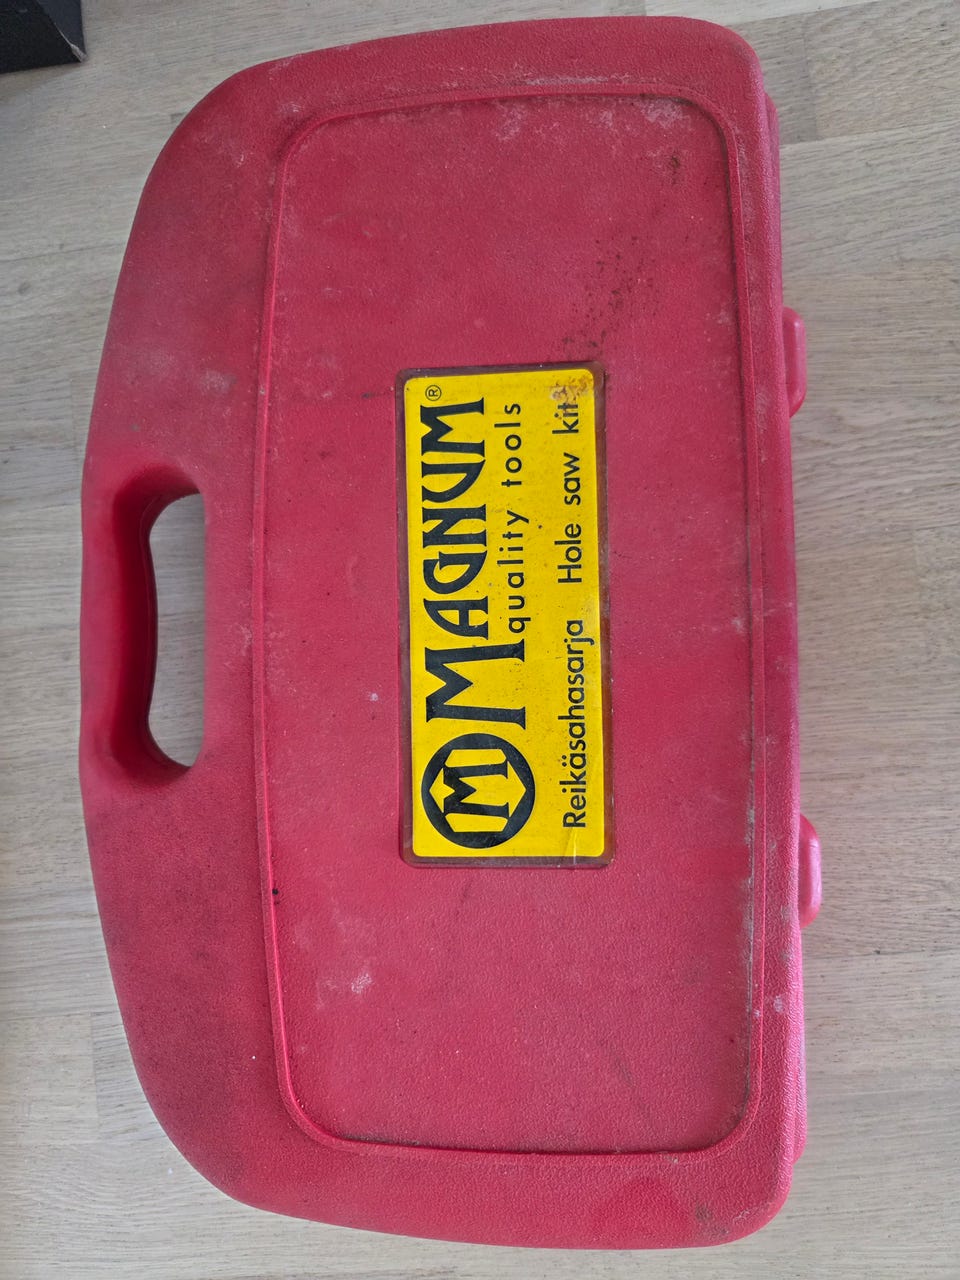 M MAGNUM®
quality tools
Reikäsahasarja Hole saw kit